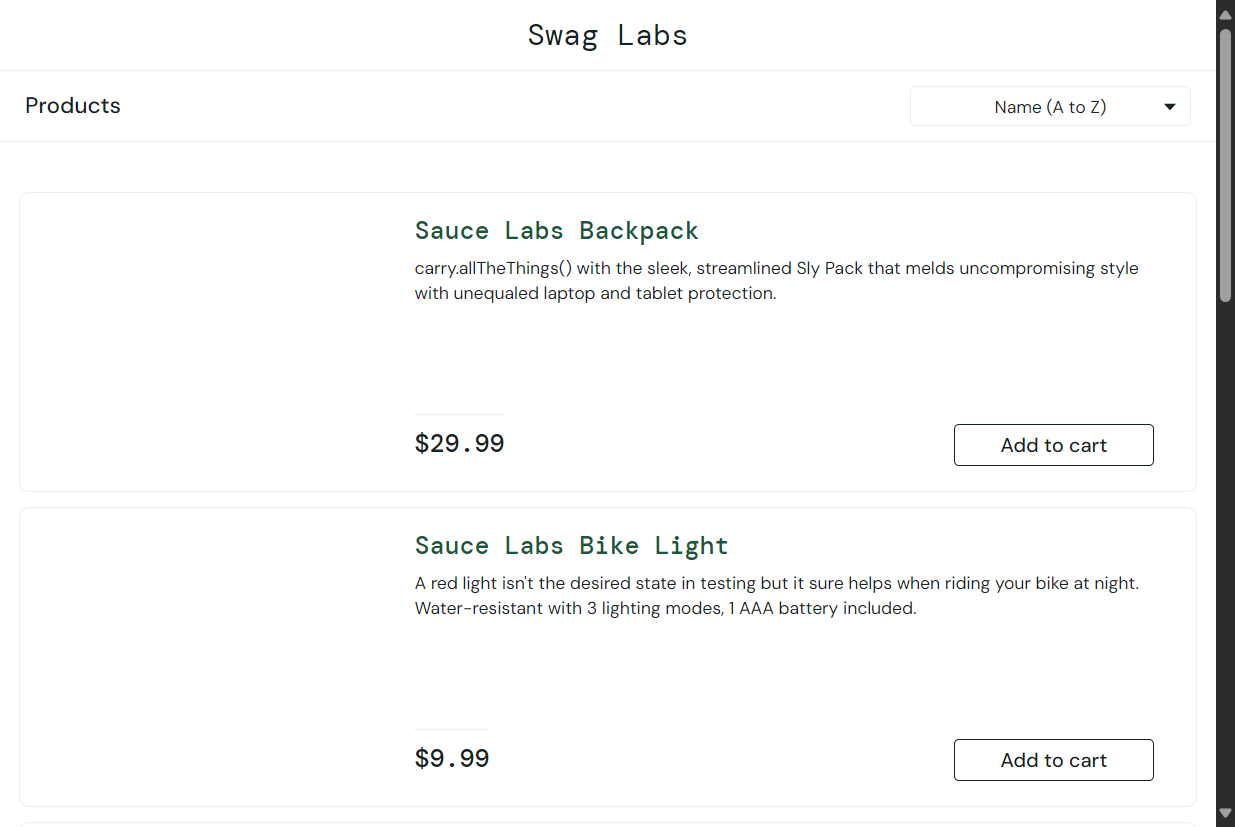 Swag Labs
Products
Name (A to Z)
Sauce Labs Backpack
carry.allTheThings() with the sleek, streamlined Sly Pack that melds uncompromising style
with unequaled laptop and tablet protection.
$29.99
Add to cart
Sauce Labs Bike Light
A red light isn't the desired state in testing but it sure helps when riding your bike at night.
Water-resistant with 3 lighting modes, 1 AAA battery included.
$9.99
Add to cart